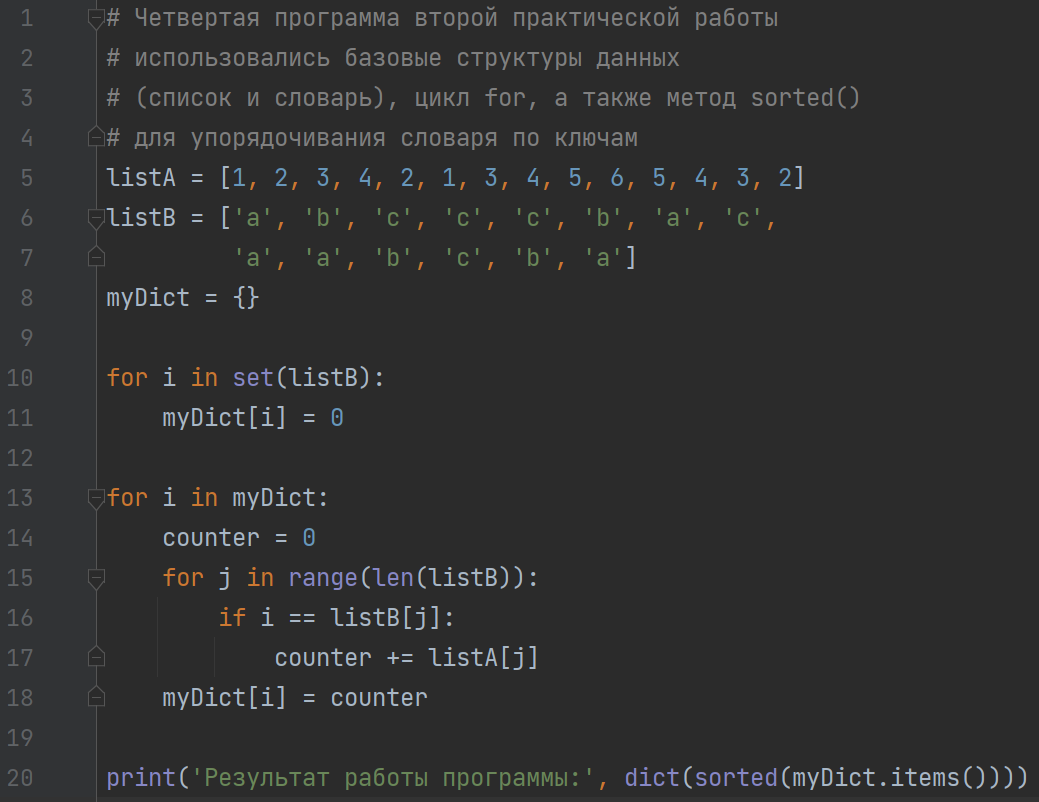 1 # Четвертая программа второй практической работы
2 # использовались базовые структуры данных
3 # (список и словарь), цикл for, а также метод sorted()
4 # для упорядочивания словаря по ключам
5 listA = [1, 2, 3, 4, 2, 1, 3, 4, 5, 6, 5, 4, 3, 2]
6 listB = ['a', 'b', 'c', 'c', 'c', 'b', 'a', 'c',
7          'a', 'a', 'b', 'c', 'b', 'a']
8 myDict = {}
9
10 for i in set(listB):
11     myDict[i] = 0
12
13 for i in myDict:
14     counter = 0
15     for j in range(len(listB)):
16         if i == listB[j]:
17             counter += listA[j]
18     myDict[i] = counter
19
20 print('Результат работы программы:', dict(sorted(myDict.items())))